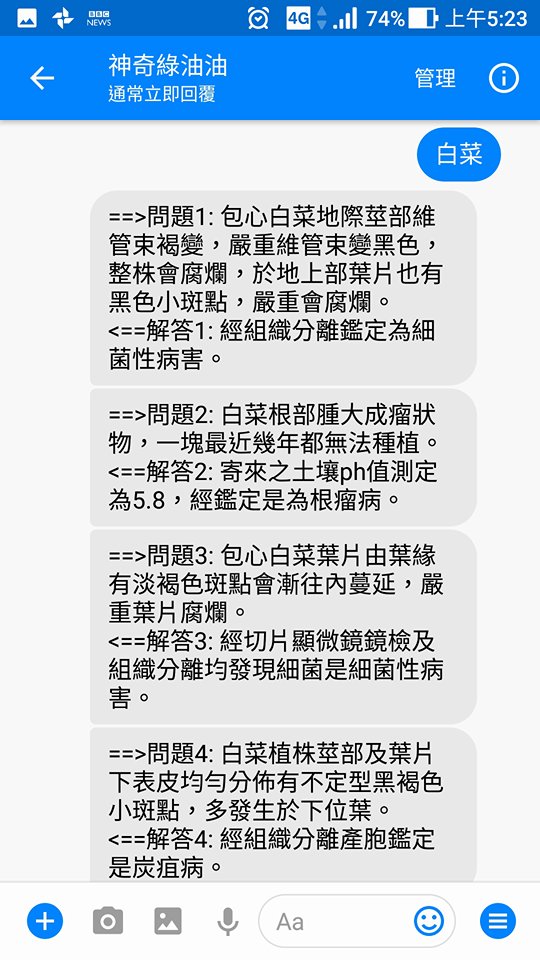 BBC
NEWS
4G
74%
上午5:23
神奇綠油油
通常立即回覆
管理
白菜
==>問題1: 包心白菜地際莖部維
管束褐變，嚴重維管束變黑色，
整株會腐爛，於地上部葉片也有
黑色小斑點，嚴重會腐爛。
<==解答1: 經組織分離鑑定為細
菌性病害。
==>問題2: 白菜根部腫大成瘤狀
物，一塊最近幾年都無法種植。
<==解答2: 寄來之土壤ph值測定
為5.8，經鑑定是為根瘤病。
==>問題3: 包心白菜葉片由葉緣
有淡褐色斑點會漸往內蔓延，嚴
重葉片腐爛。
<==解答3: 經切片顯微鏡鏡檢及
組織分離均發現細菌是細菌性病
害。
==>問題4: 白菜植株莖部及葉片
下表皮均勻分佈有不定型黑褐色
小斑點，多發生於下位葉。
<==解答4: 經組織分離產胞鑑定
是炭疽病。
Aa